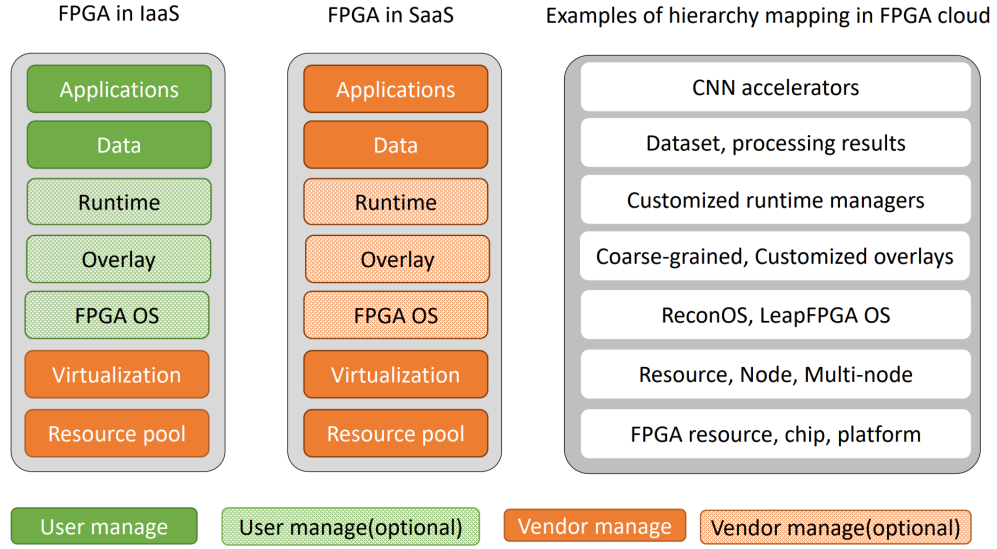 FPGA in IaaS
FPGA in SaaS
Examples of hierarchy mapping in FPGA cloud
Applications
Data
Runtime
Overlay
FPGA OS
Virtualization
Resource pool
Applications
Data
Runtime
Overlay
FPGA OS
Virtualization
Resource pool
CNN accelerators
Dataset, processing results
Customized runtime managers
Coarse-grained, Customized overlays
ReconOS, LeapFPGA OS
Resource, Node, Multi-node
FPGA resource, chip, platform
User manage
User manage(optional)
Vendor manage
Vendor manage(optional)